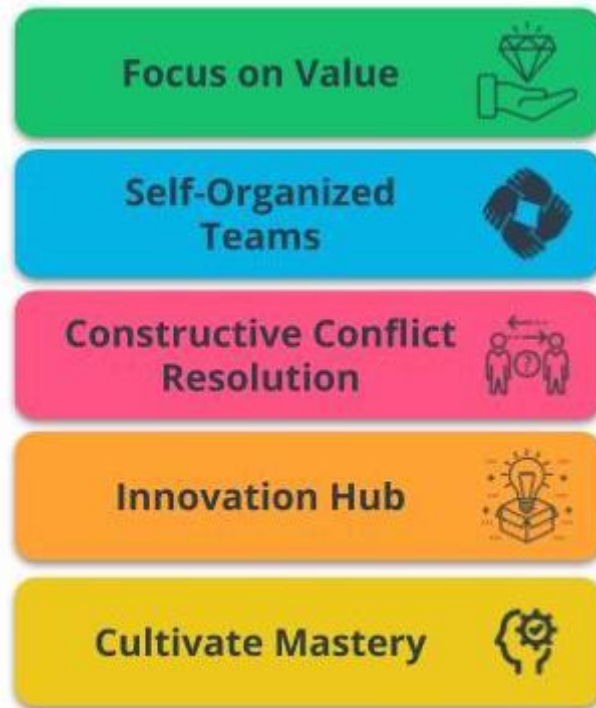 Focus on Value
Self-Organized
Teams
Constructive Conflict
Resolution
Innovation Hub
Cultivate Mastery